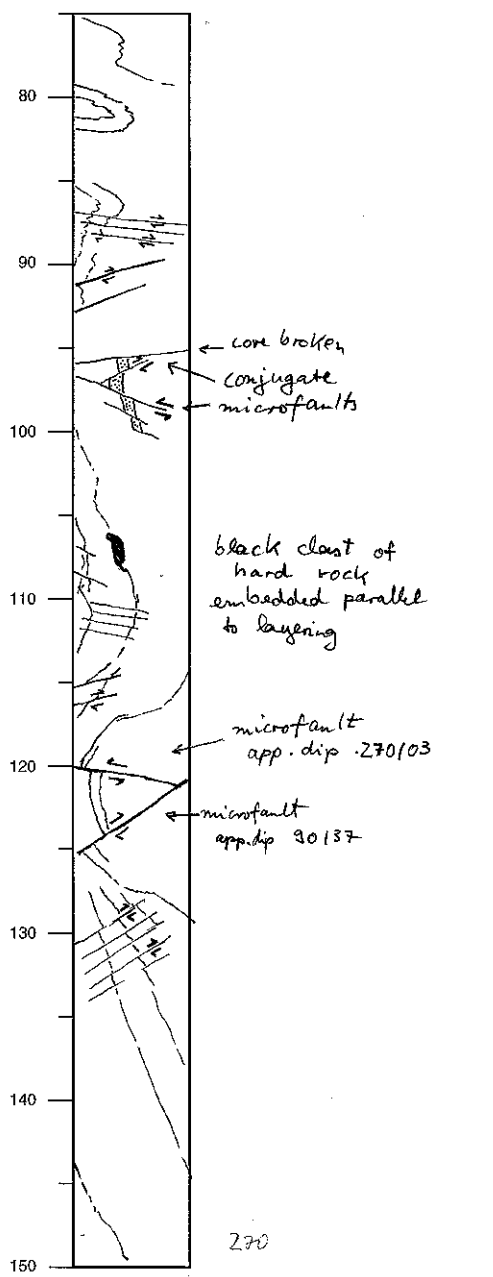 80
90
core broken
conjugate
microfaults
100
black clast of
hard rock
embedded parallel
to layering
110
microfault
app. dip .270/03
120
microfault
app.dip 90/37
130
140
270
150